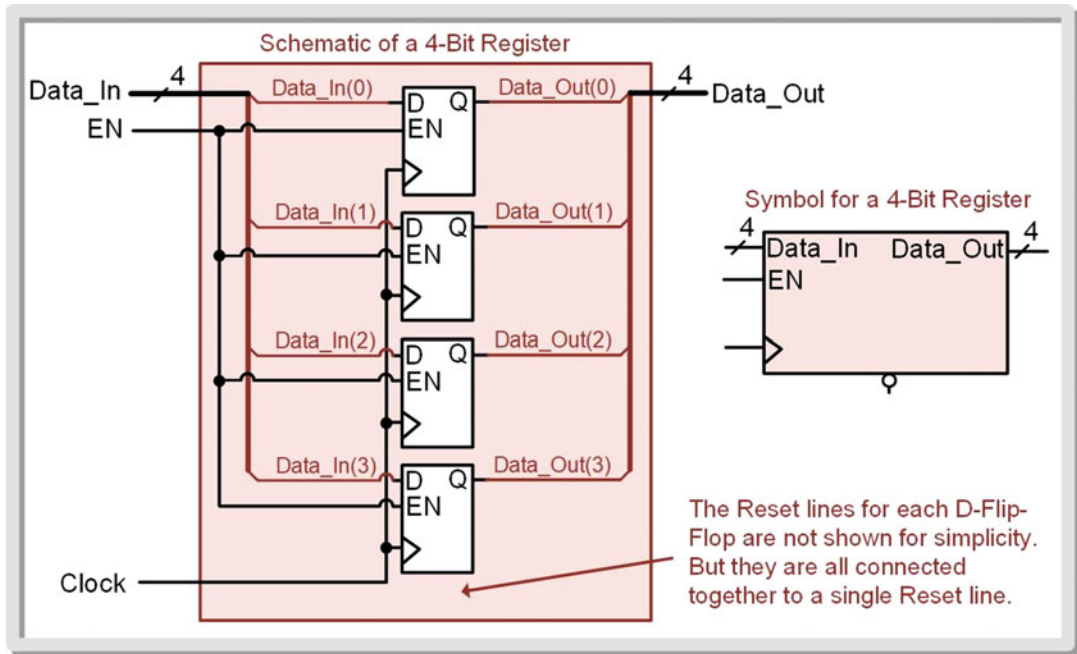 Schematic of a 4-Bit Register
Data_In
4
Data_In(0)
D
Q
Data_Out(0)
4
Data_Out
EN
EN
Data_In(1)
D
Q
Data_Out(1)
EN
Data_In(2)
D
Q
Data_Out(2)
EN
Data_In(3)
D
Q
Data_Out(3)
EN
Clock
Symbol for a 4-Bit Register
4
Data_In
Data_Out
4
EN
The Reset lines for each D-Flip-
Flop are not shown for simplicity.
But they are all connected
together to a single Reset line.